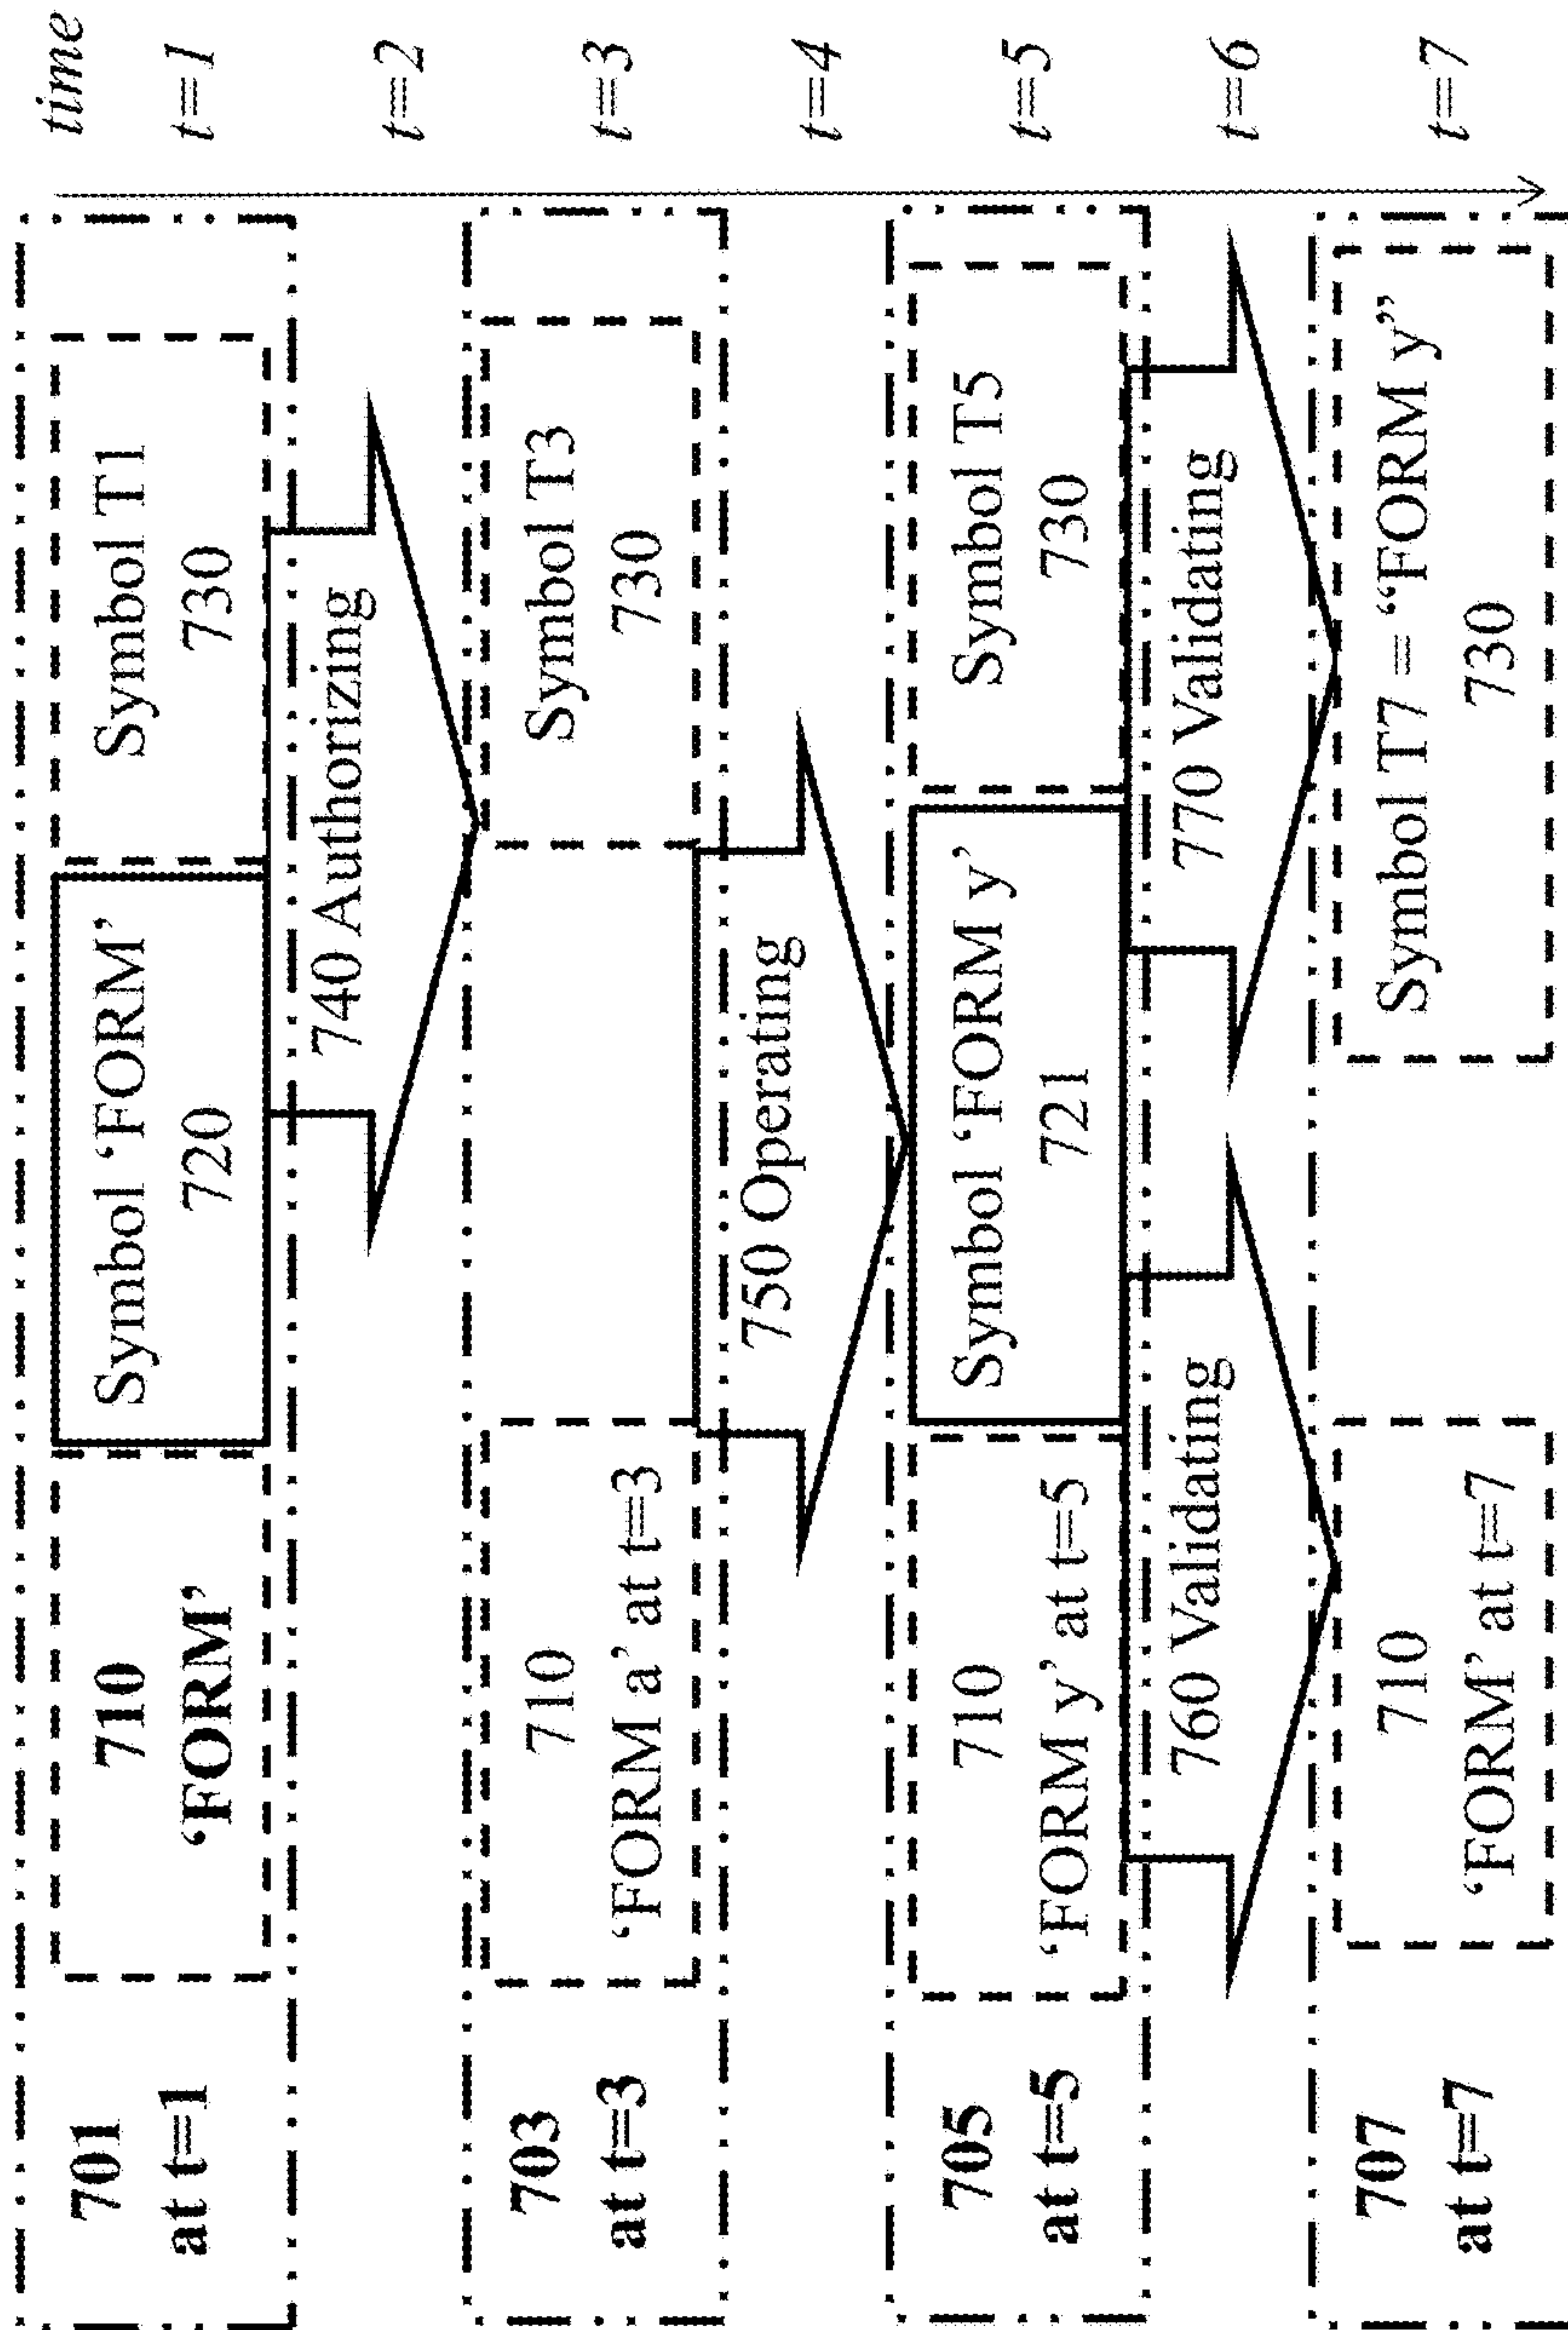 time
701
at t=1
710
‘FORM’
Symbol ‘FORM’
720
Symbol T1
730
t=1
740 Authorizing
t=2
703
at t=3
710
‘FORM a’ at t=3
Symbol T3
730
t=3
750 Operating
t=4
705
at t=5
710
‘FORM y’ at t=5
Symbol ‘FORM y’
721
Symbol T5
730
t=5
760 Validating
770 Validating
t=6
707
at t=7
710
‘FORM’ at t=7
Symbol T7 = “FORM y”
730
t=7